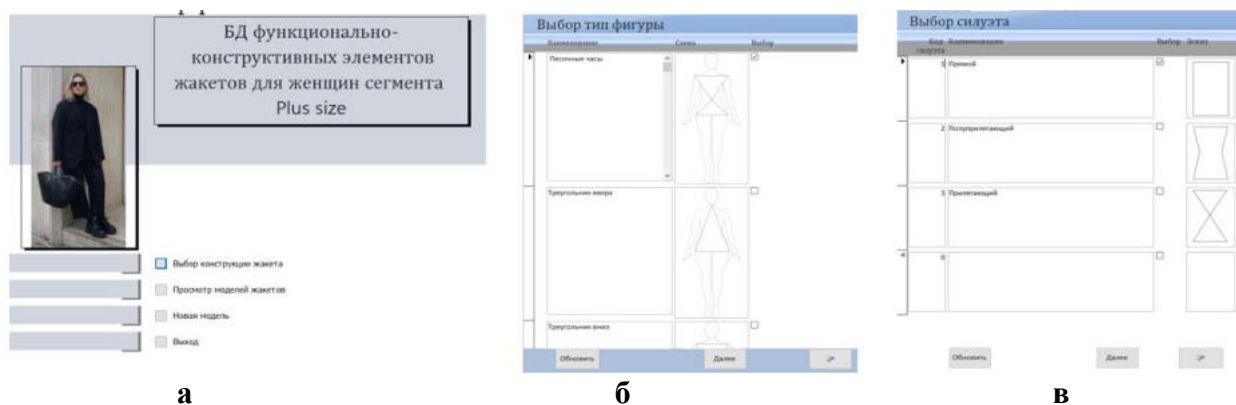 БД функционально-
конструктивных элементов
жакетов для женщин сегмента
Plus size
Выбор конструкции жакета
Просмотр моделей жакетов
Новая модель
Выход
а
Выбор тип фигуры
Наименование Схема Выбор
Песочные часы
Треугольник вверх
Треугольник вниз
Обновить Далее
б
Выбор силуэта
Код Наименование Выбор Эскиз
силуэта
Прямой
2 Полуприлегающий
3 Прилегающий
0
Обновить Далее
в